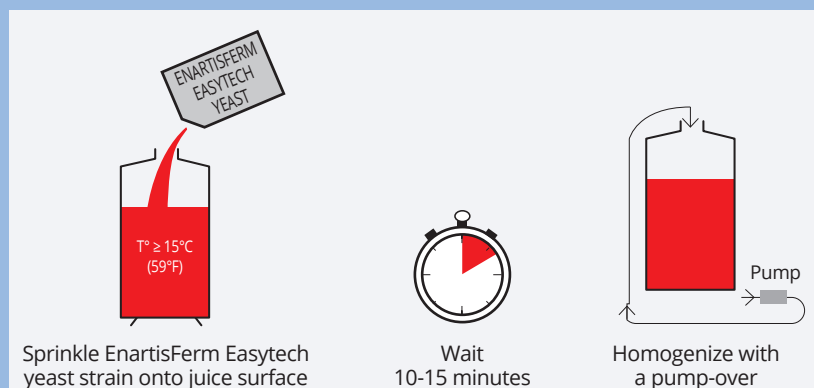 ENARTISFERM
EASYTECH
YEAST
T° ≥ 15°C
(59°F)
Pump
Sprinkle EnartisFerm Easytech
yeast strain onto juice surface
Wait
10-15 minutes
Homogenize with
a pump-over